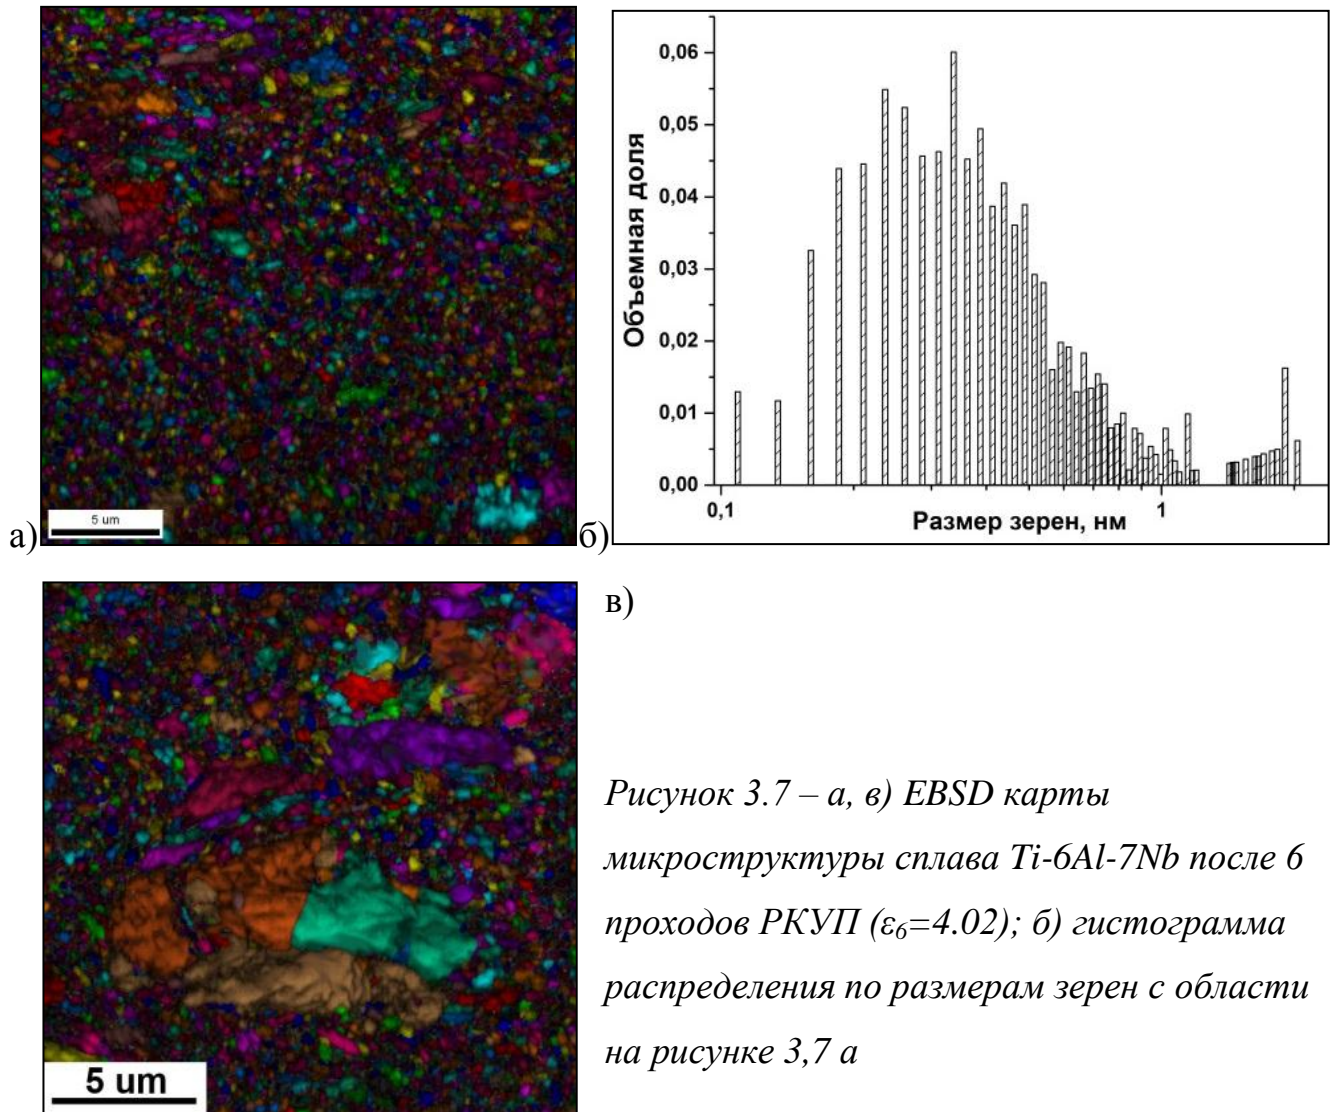 5 um
а)
Объемная доля
0,06
0,05
0,04
0,03
0,02
0,01
0,00
0,1
1
Размер зерен, нм
б)
5 um
в)
Рисунок 3.7 – а, в) EBSD карты
микроструктуры сплава Ti-6Al-7Nb после 6
проходов РКУП (ε6=4.02); б) гистограмма
распределения по размерам зерен с области
на рисунке 3,7 а